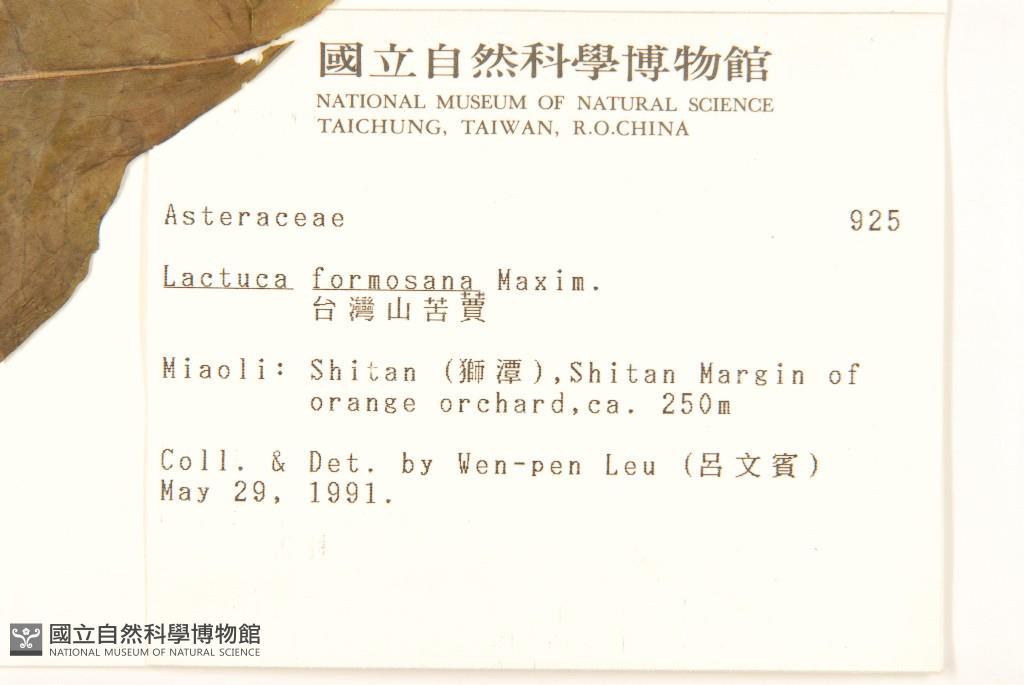 國立自然科學博物館
NATIONAL MUSEUM OF NATURAL SCIENCE
TAICHUNG, TAIWAN, R.O.CHINA
Asteraceae 925
Lactuca formosana Maxim.
台灣山苦蕒
Miaoli: Shitan (獅潭),Shitan Margin of
orange orchard,ca. 250m
Coll. & Det. by Wen-pen Leu (呂文賓)
May 29, 1991.
國立自然科學博物館
NATIONAL MUSEUM OF NATURAL SCIENCE